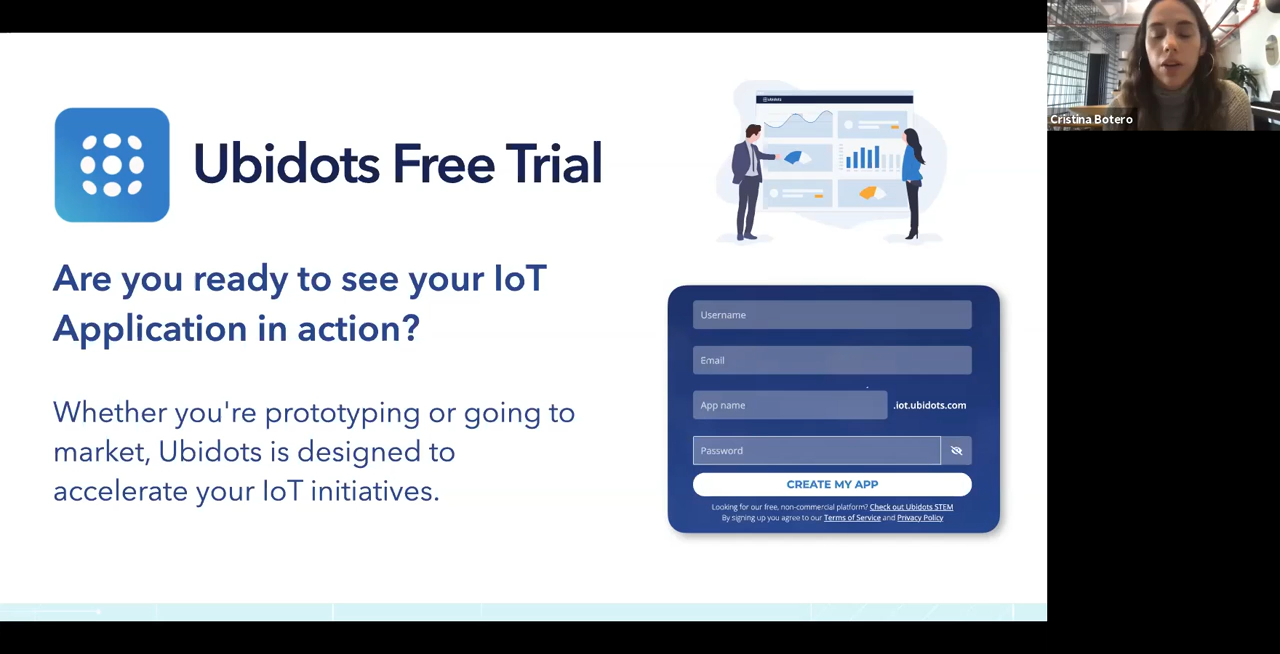 Ubidots Free Trial
Are you ready to see your IoT
Application in action?
Whether you're prototyping or going to
market, Ubidots is designed to
accelerate your IoT initiatives.
Ubidots
Username
Email
App name
.iot.ubidots.com
Password
CREATE MY APP
Looking for our free, non-commercial platform? Check out Ubidots STEM
By signing up you agree to our Terms of Service and Privacy Policy
Cristina Botero